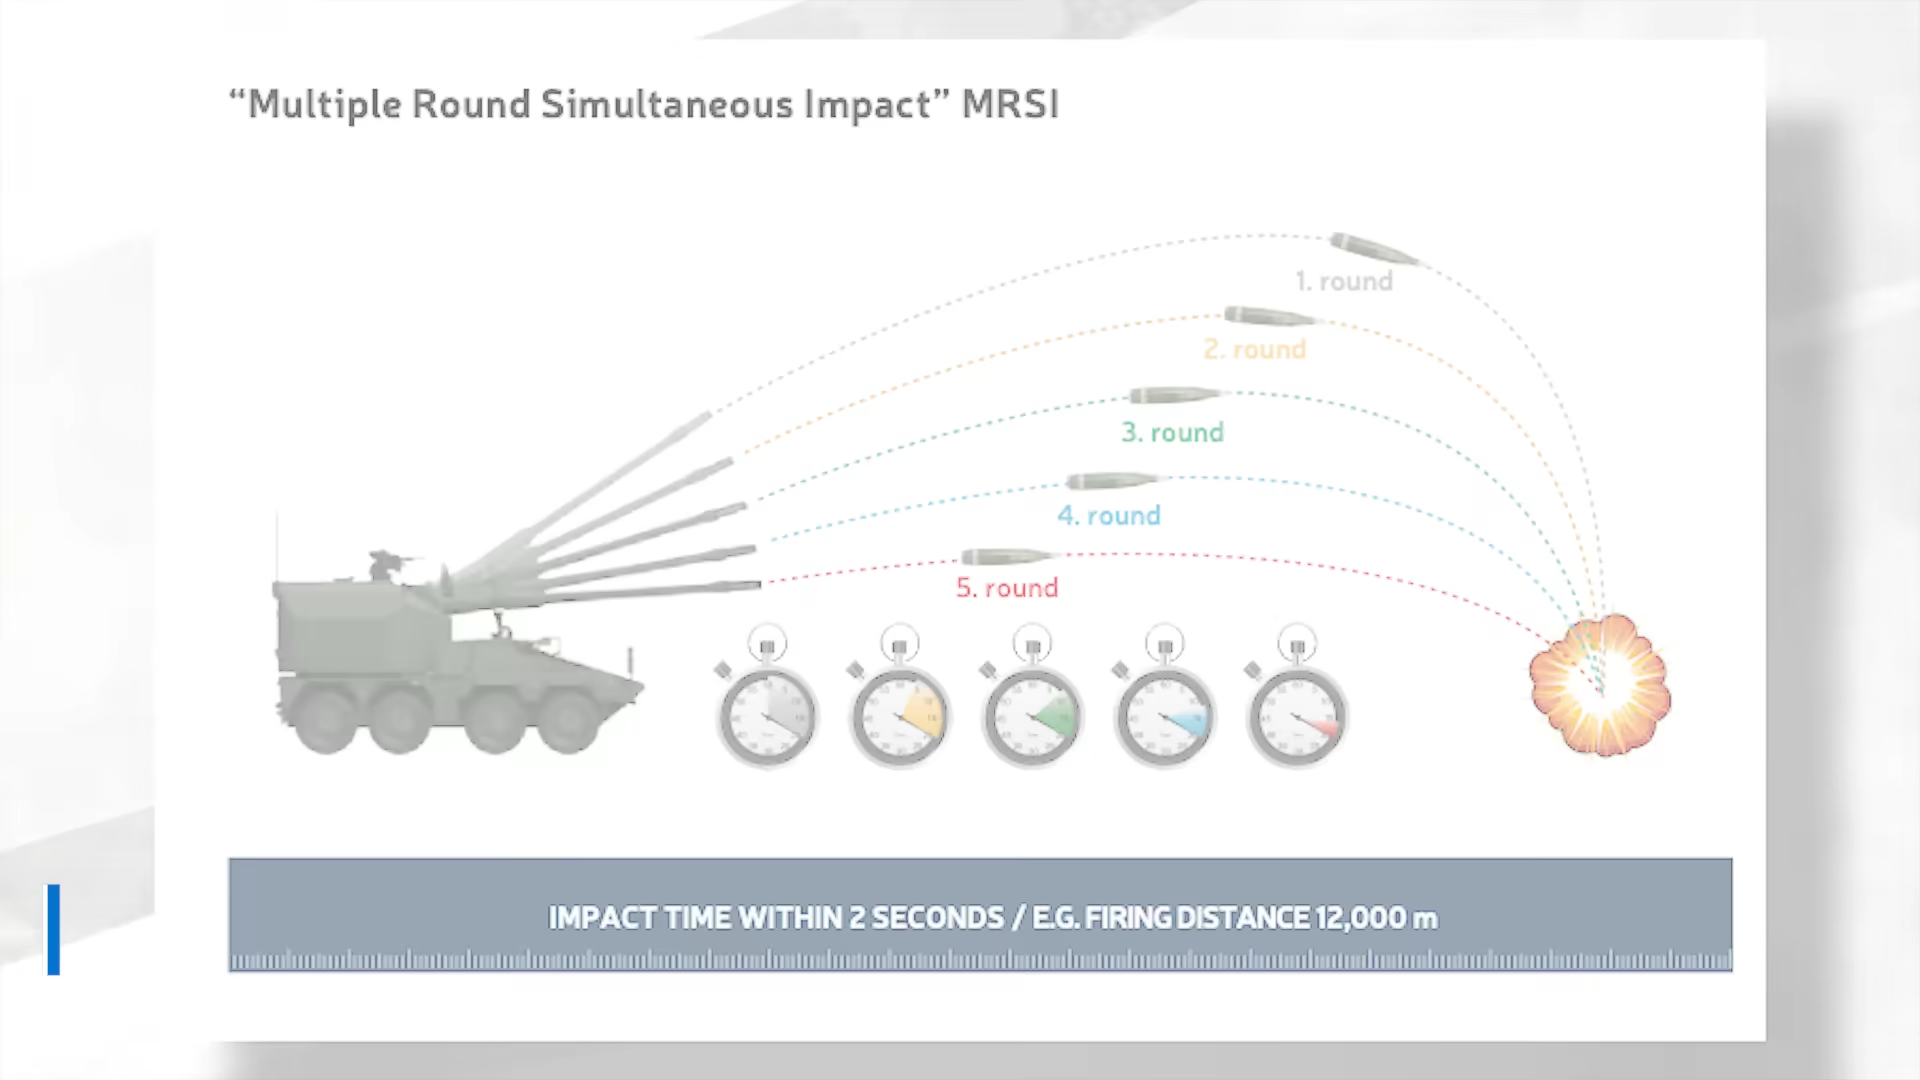 “Multiple Round Simultaneous Impact” MRSI
1. round
2. round
3. round
4. round
5. round
IMPACT TIME WITHIN 2 SECONDS / E.G. FIRING DISTANCE 12,000 m